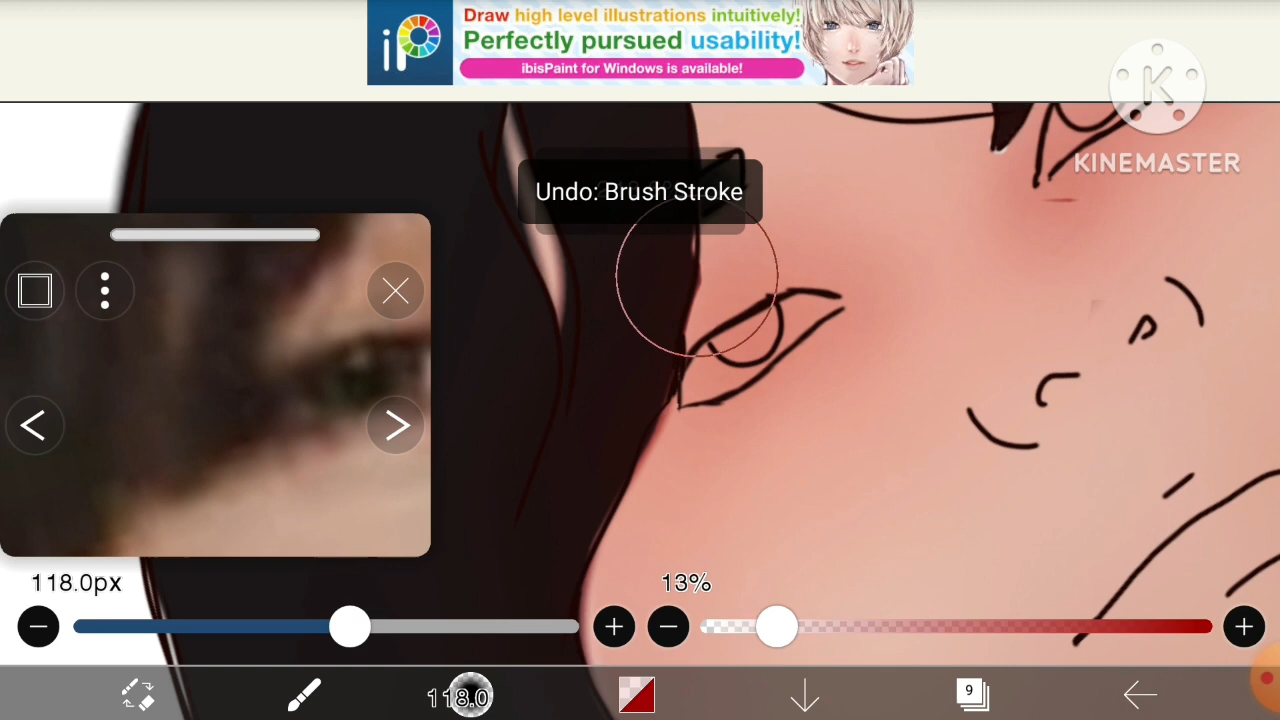 Draw high level illustrations intuitively!
Perfectly pursued usability!
ibisPaint for Windows is available!
iP
K
KINEMASTER
Undo: Brush Stroke
118.0px
13%
118.0
9